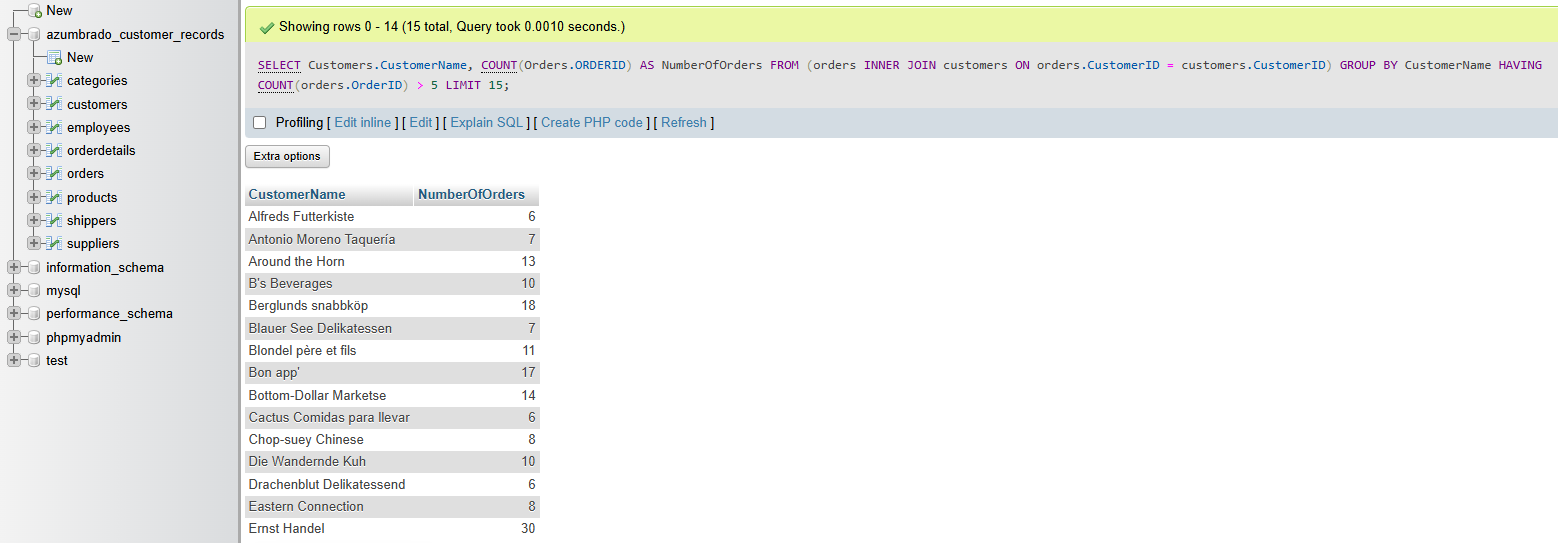 New
azumbrado_customer_records
New
categories
customers
employees
orderdetails
orders
products
shippers
suppliers
information_schema
mysql
performance_schema
phpmyadmin
test
Showing rows 0 - 14 (15 total, Query took 0.0010 seconds.)
SELECT Customers.CustomerName, COUNT(Orders.ORDERID) AS NumberOfOrders FROM (orders INNER JOIN customers ON orders.CustomerID = customers.CustomerID) GROUP BY CustomerName HAVING
COUNT(orders.OrderID) > 5 LIMIT 15;
Profiling [ Edit inline ] [ Edit ] [ Explain SQL ] [ Create PHP code ] [ Refresh ]
Extra options
CustomerName NumberOfOrders
Alfreds Futterkiste 6
Antonio Moreno Taquería 7
Around the Horn 13
B's Beverages 10
Berglunds snabbköp 18
Blauer See Delikatessen 7
Blondel père et fils 11
Bon app' 17
Bottom-Dollar Marketse 14
Cactus Comidas para llevar 6
Chop-suey Chinese 8
Die Wandernde Kuh 10
Drachenblut Delikatessend 6
Eastern Connection 8
Ernst Handel 30